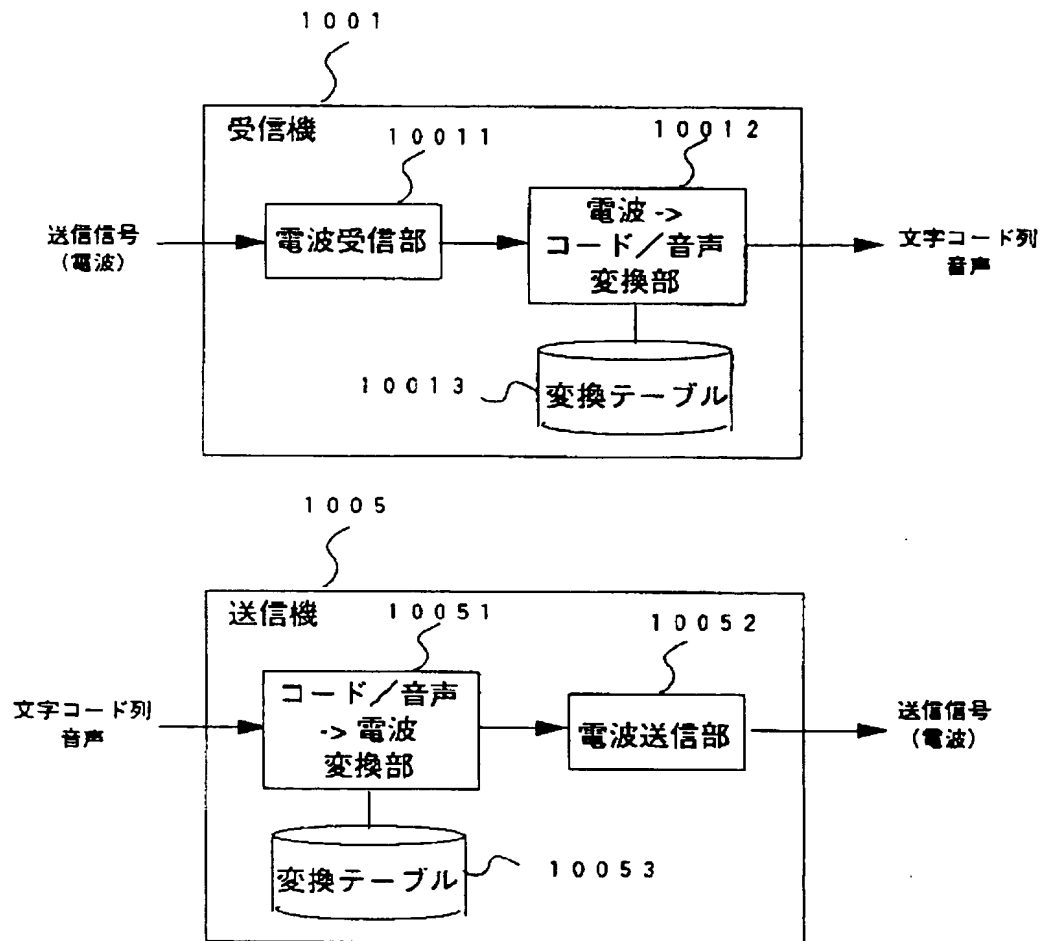 1001
受信機
10011
10012
送信信号
(電波)
電波受信部
電波->
コード/音声
変換部
文字コード列
音声
10013
変換テーブル
1005
送信機
10051
10052
文字コード列
音声
コード/音声
-> 電波
変換部
電波送信部
送信信号
(電波)
変換テーブル
10053